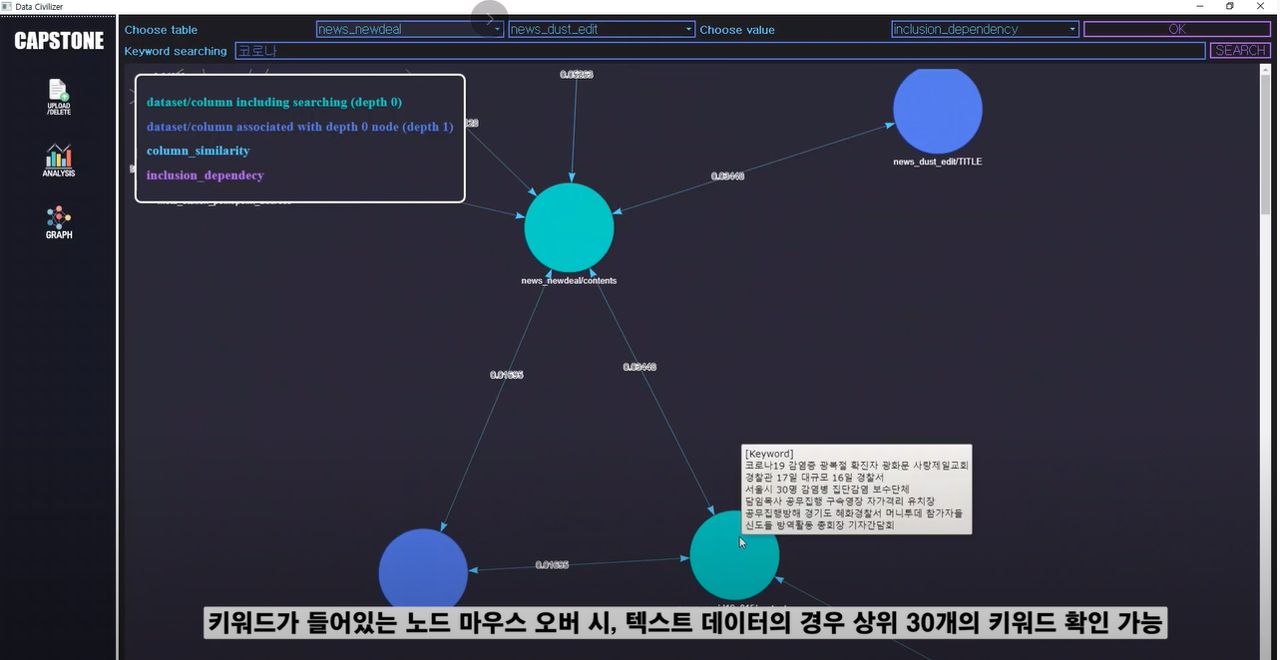 Data Civilizer
CAPSTONE
UPLOAD
/DELETE
ANALYSIS
GRAPH
Choose table
news_newdeal
news_dust_edit
Choose value
inclusion_dependency
OK
Keyword searching
코로나
SEARCH
dataset/column including searching (depth 0)
dataset/column associated with depth 0 node (depth 1)
column_similarity
inclusion_dependecy
0.05263
news_dust_edit/TITLE
0.03448
news_newdeal/contents
0.01695
0.03448
[Keyword]
코로나19 감염증 광복절 확진자 광화문 사랑제일교회
경찰관 17일 대규모 16일 경찰서
서울시 30명 감염병 집단감염 보수단체
담임목사 공무집행 구속영장 자가격리 유치장
공무집행방해 경기도 혜화경찰서 머니투데 참가자들
신도들 방역활동 총회장 기자간담회
0.01695
키워드가 들어있는 노드 마우스 오버 시, 텍스트 데이터의 경우 상위 30개의 키워드 확인 가능